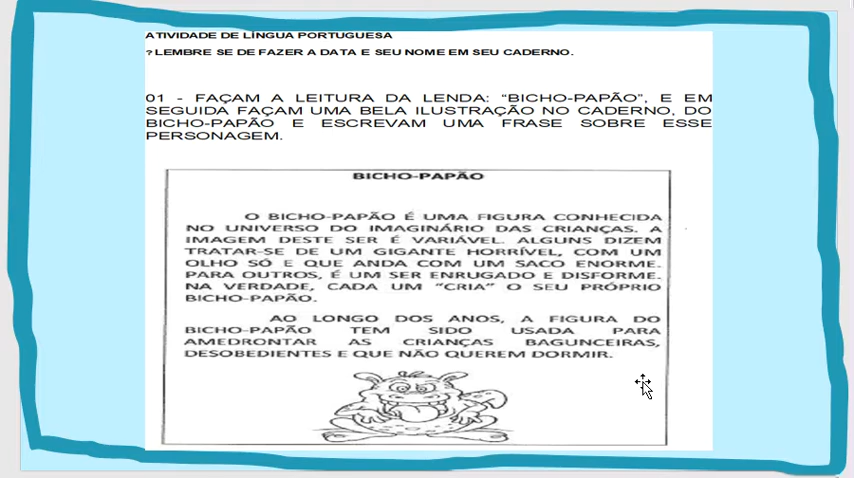 ATIVIDADE DE LÍNGUA PORTUGUESA
? LEMBRE SE DE FAZER A DATA E SEU NOME EM SEU CADERNO.
01 - FAÇAM A LEITURA DA LENDA: “BICHO-PAPÃO”, E EM
SEGUIDA FAÇAM UMA BELA ILUSTRAÇÃO NO CADERNO, DO
BICHO-PAPÃO E ESCREVAM UMA FRASE SOBRE ESSE
PERSONAGEM.
BICHO-PAPÃO
O BICHO-PAPÃO É UMA FIGURA CONHECIDA
NO UNIVERSO DO IMAGINÁRIO DAS CRIANÇAS. A
IMAGEM DESTE SER É VARIÁVEL. ALGUNS DIZEM
TRATAR-SE DE UM GIGANTE HORRÍVEL, COM UM
OLHO SÓ E QUE ANDA COM UM SACO ENORME.
PARA OUTROS, É UM SER ENRUGADO E DISFORME.
NA VERDADE, CADA UM “CRIA” O SEU PRÓPRIO
BICHO-PAPÃO.
AO LONGO DOS ANOS, A FIGURA DO
BICHO-PAPÃO TEM SIDO USADA PARA
AMEDRONTAR AS CRIANÇAS BAGUNCEIRAS,
DESOBEDIENTES E QUE NÃO QUEREM DORMIR.